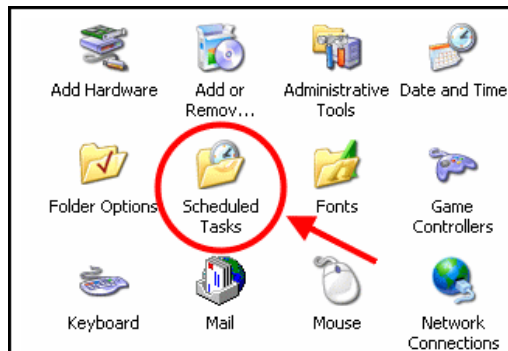 Add Hardware
Add or
Remov...
Administrative
Tools
Date and Time
Folder Options
Scheduled
Tasks
Fonts
Game
Controllers
Keyboard
Mail
Mouse
Network
Connections